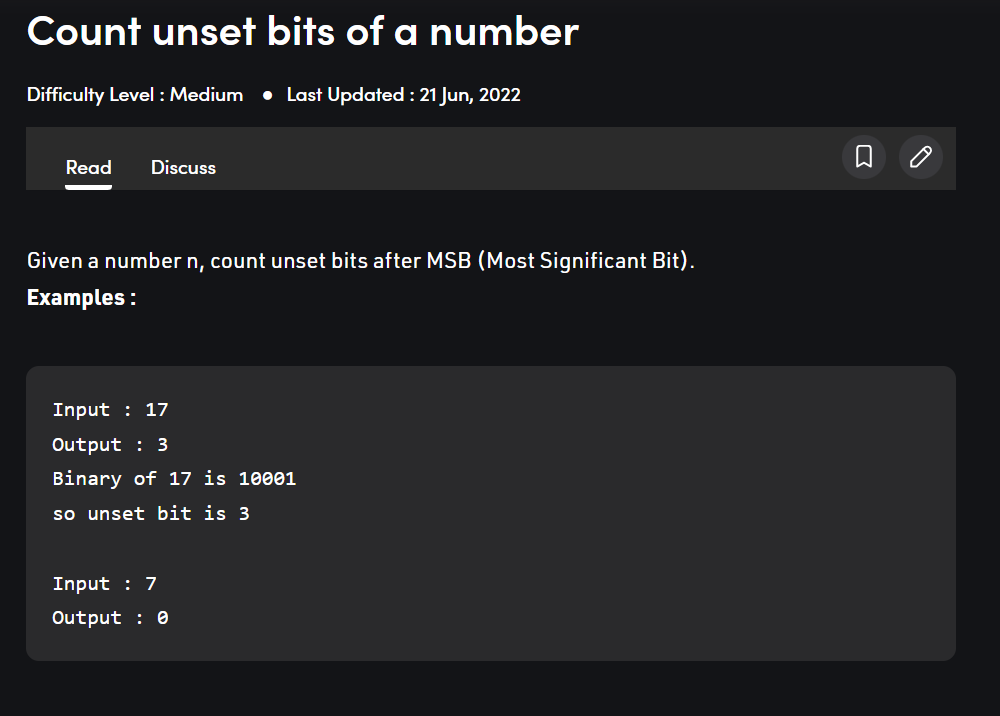 Count unset bits of a number
Difficulty Level : Medium ● Last Updated : 21 Jun, 2022
Read Discuss
Given a number n, count unset bits after MSB (Most Significant Bit).
Examples :
Input : 17
Output : 3
Binary of 17 is 10001
so unset bit is 3
Input : 7
Output : 0